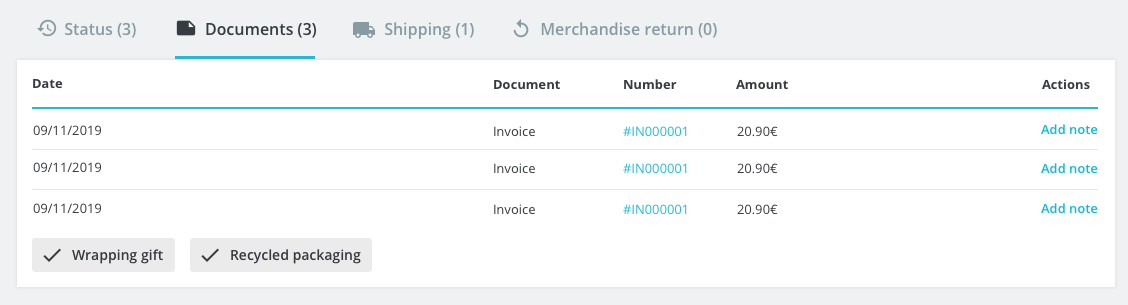 Status (3) Documents (3) Shipping (1) Merchandise return (0)
Date Document Number Amount Actions
09/11/2019 Invoice #IN000001 20.90€ Add note
09/11/2019 Invoice #IN000001 20.90€ Add note
09/11/2019 Invoice #IN000001 20.90€ Add note
Wrapping gift Recycled packaging